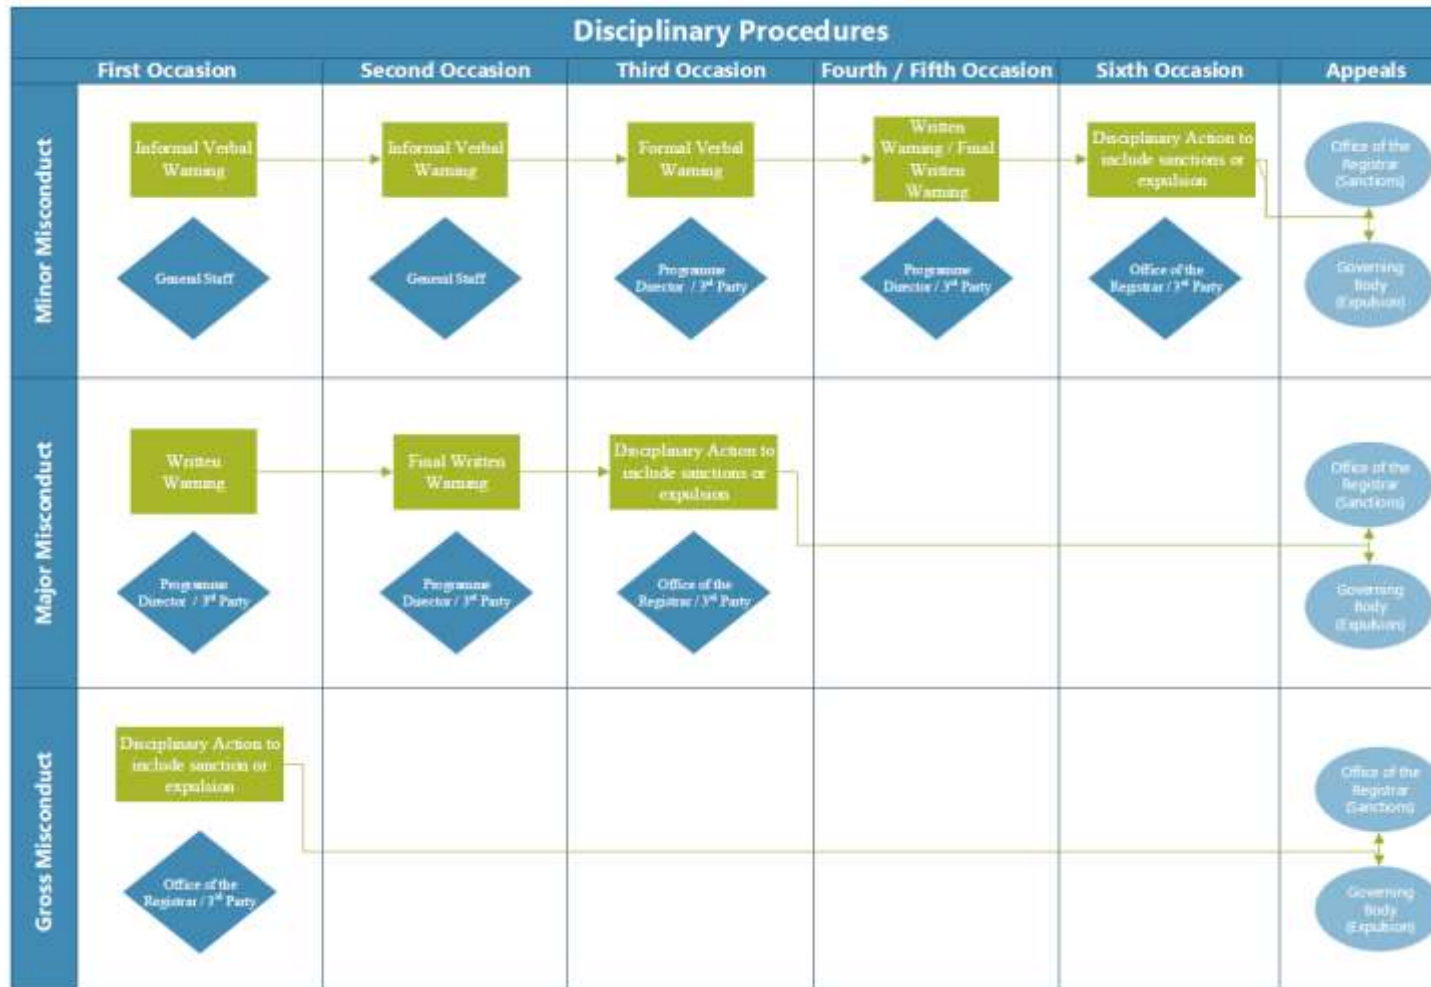 Disciplinary Procedures
First Occasion
Second Occasion
Third Occasion
Fourth / Fifth Occasion
Sixth Occasion
Appeals
Minor Misconduct
Informal Verbal
Warning
Informal Verbal
Warning
Formal Verbal
Warning
Written
Warning / Final
Written
Warning
Disciplinary Action to
include sanctions or
expulsion
Office of the
Registrar
(Sanctions)
General Staff
General Staff
Programme
Director / 3rd Party
Programme
Director / 3rd Party
Office of the
Registrar / 3rd Party
Governing
Body
(Expulsion)
Major Misconduct
Written
Warning
Final Written
Warning
Disciplinary Action to
include sanctions or
expulsion
Office of the
Registrar
(Sanctions)
Programme
Director / 3rd Party
Programme
Director / 3rd Party
Office of the
Registrar / 3rd Party
Governing
Body
(Expulsion)
Gross Misconduct
Disciplinary Action to
include sanction or
expulsion
Office of the
Registrar
(Sanctions)
Office of the
Registrar / 3rd Party
Governing
Body
(Expulsion)